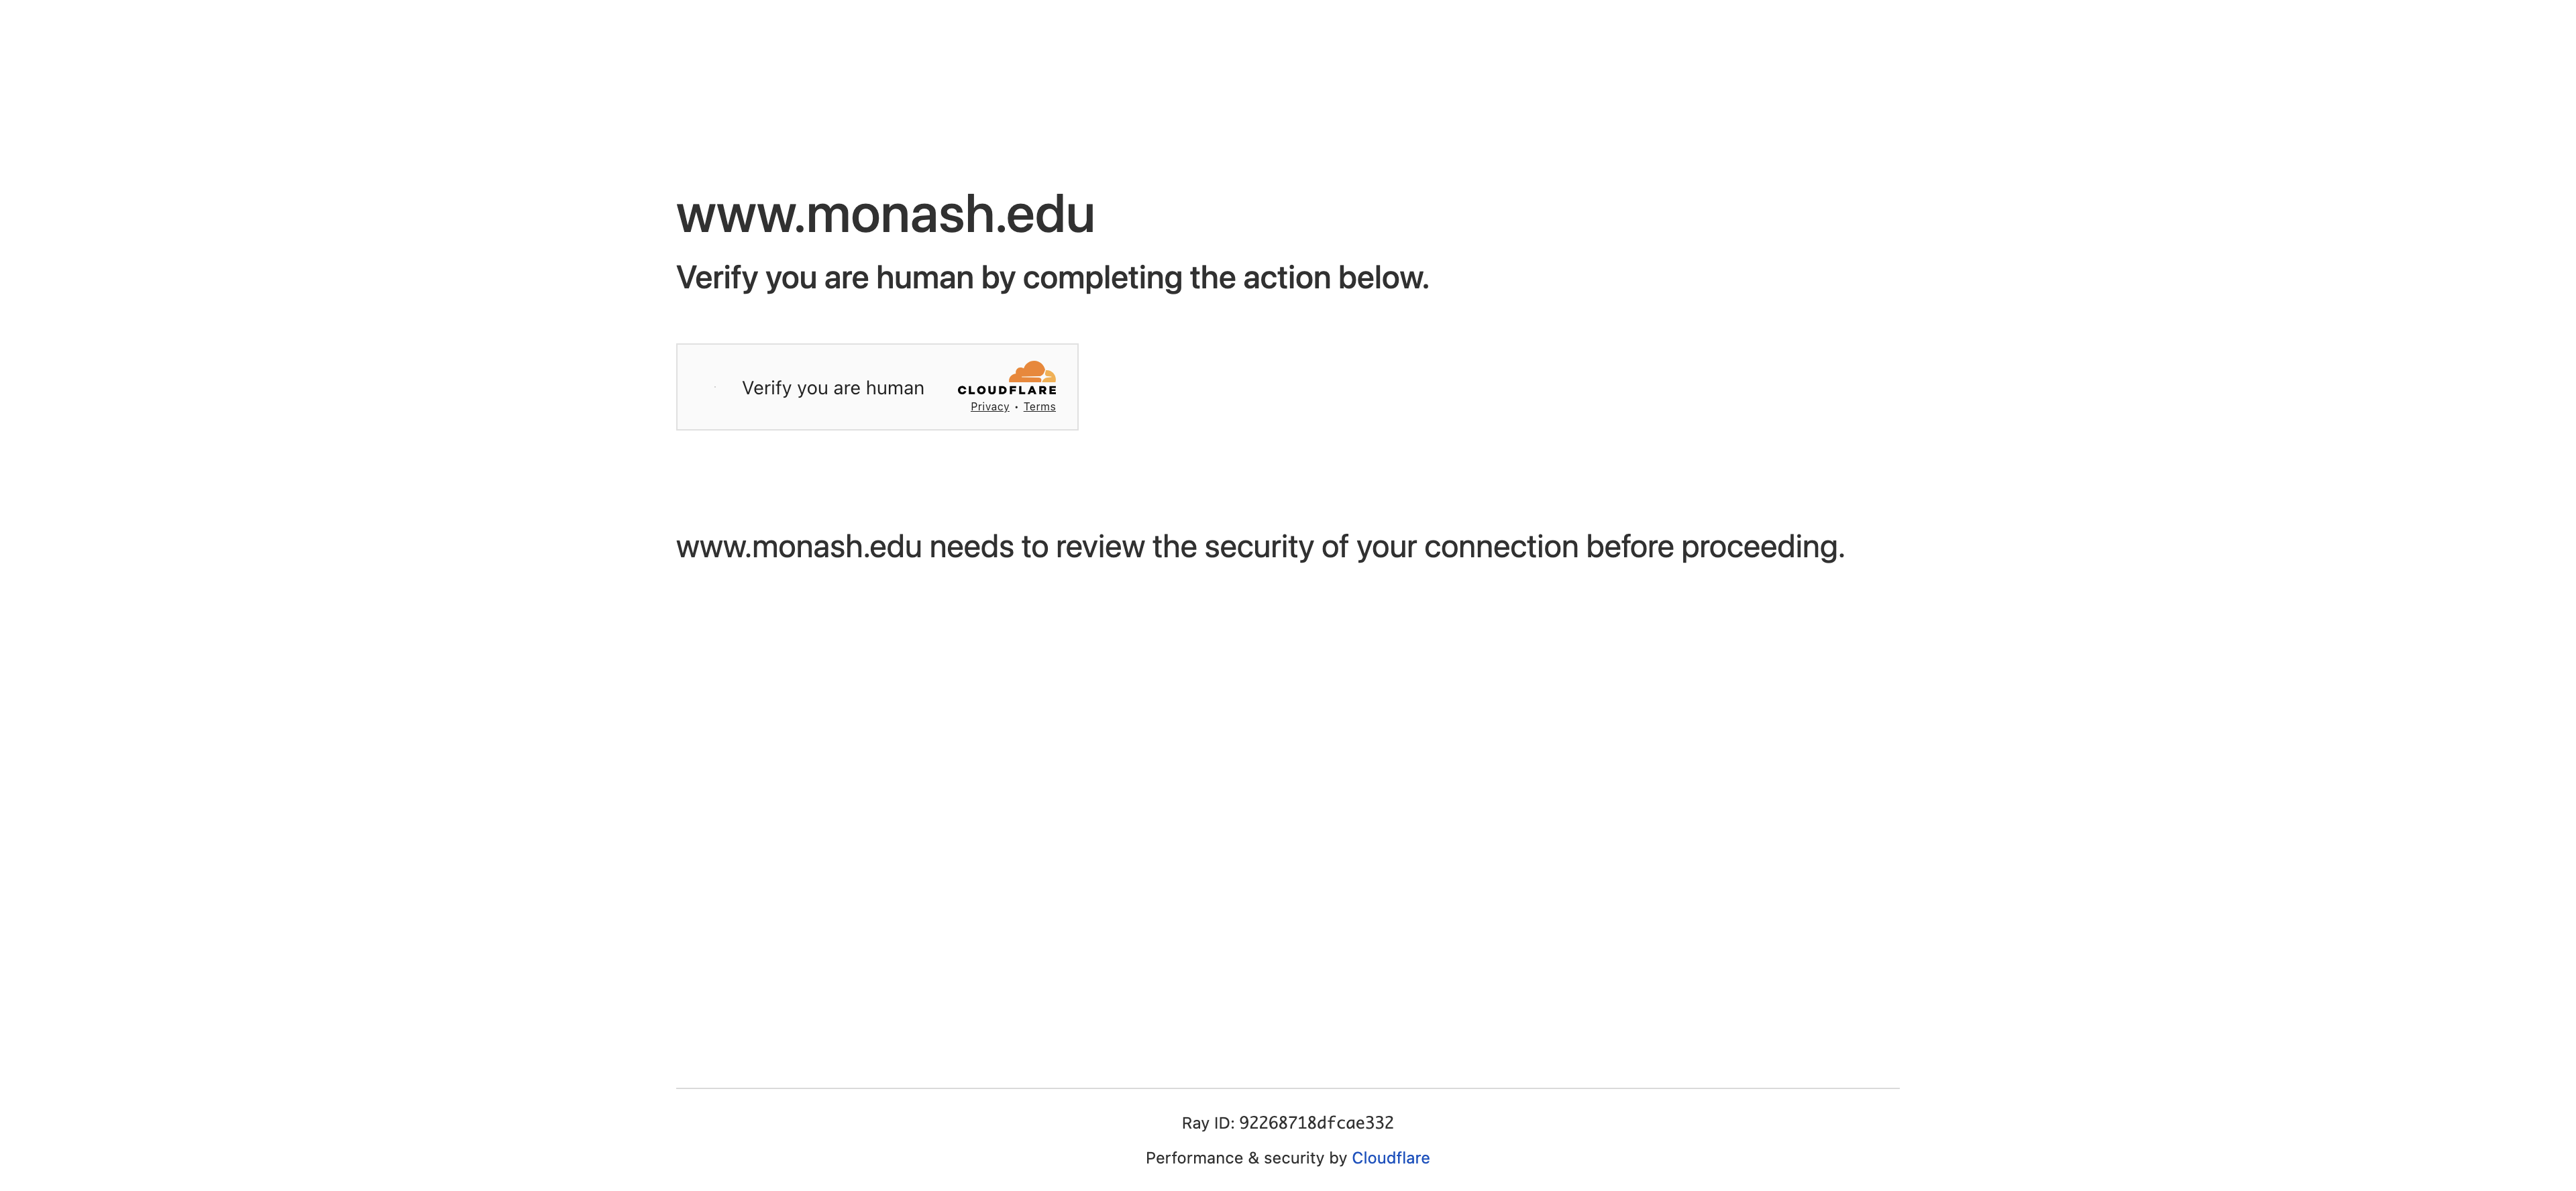 www.monash.edu
Verify you are human by completing the action below.
Verify you are human
CLOUDFLARE
Privacy • Terms
www.monash.edu needs to review the security of your connection before proceeding.
Ray ID: 92268718dfcae332
Performance & security by Cloudflare